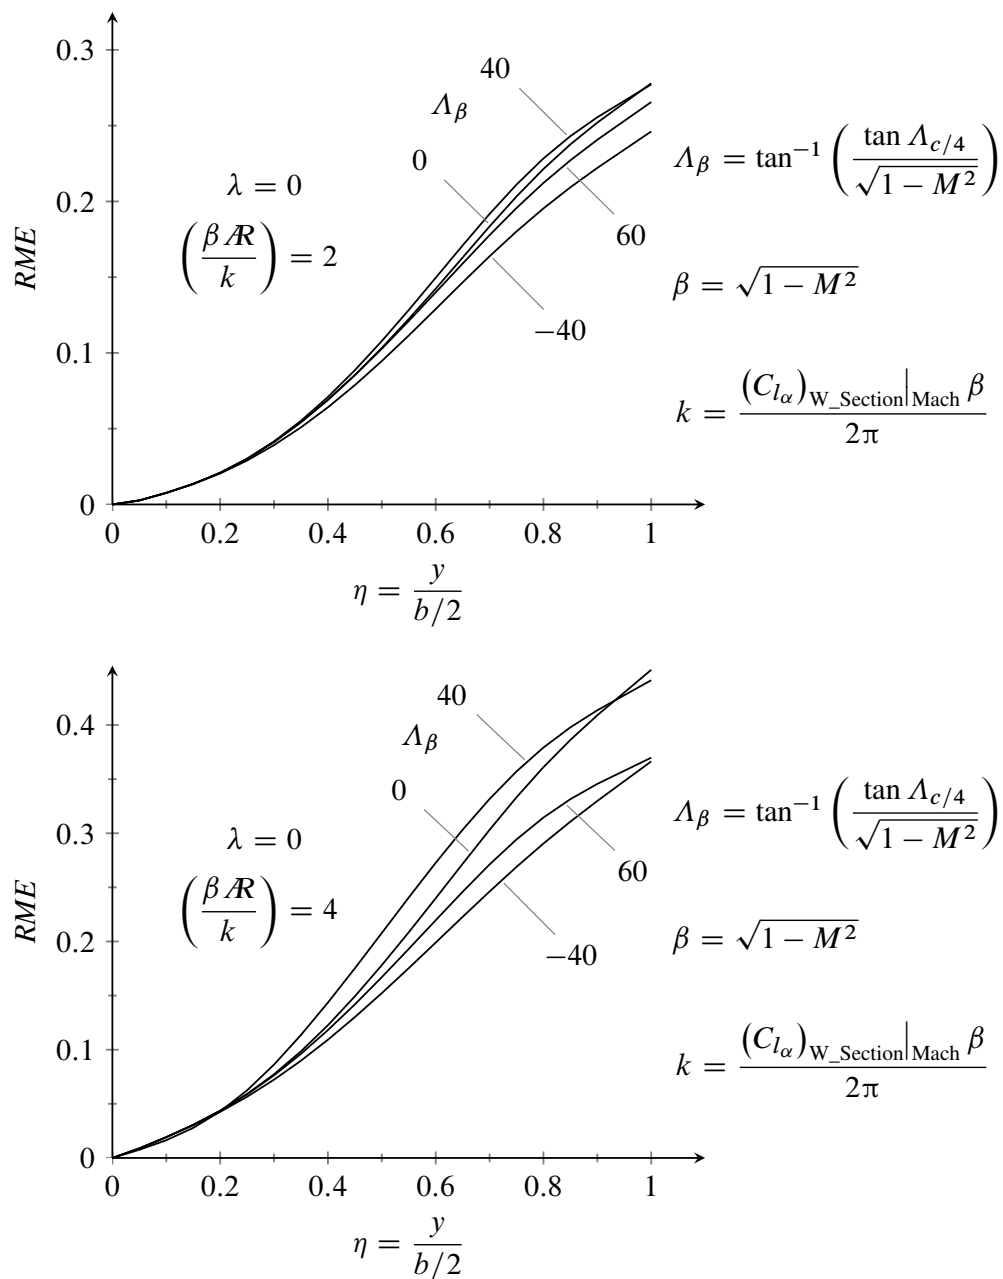 0.3
0.2
0.1
0
RME
40
Λβ
0
60
−40
λ = 0
(β AR / k) = 2
0 0.2 0.4 0.6 0.8 1
η = y / b/2
Λβ = tan⁻¹ (tan Λc/4 / √1 − M²)
β = √1 − M²
k = (Clα)W_Section|Mach β / 2π
0.4
0.3
0.2
0.1
0
RME
40
Λβ
0
60
−40
λ = 0
(β AR / k) = 4
0 0.2 0.4 0.6 0.8 1
η = y / b/2
Λβ = tan⁻¹ (tan Λc/4 / √1 − M²)
β = √1 − M²
k = (Clα)W_Section|Mach β / 2π